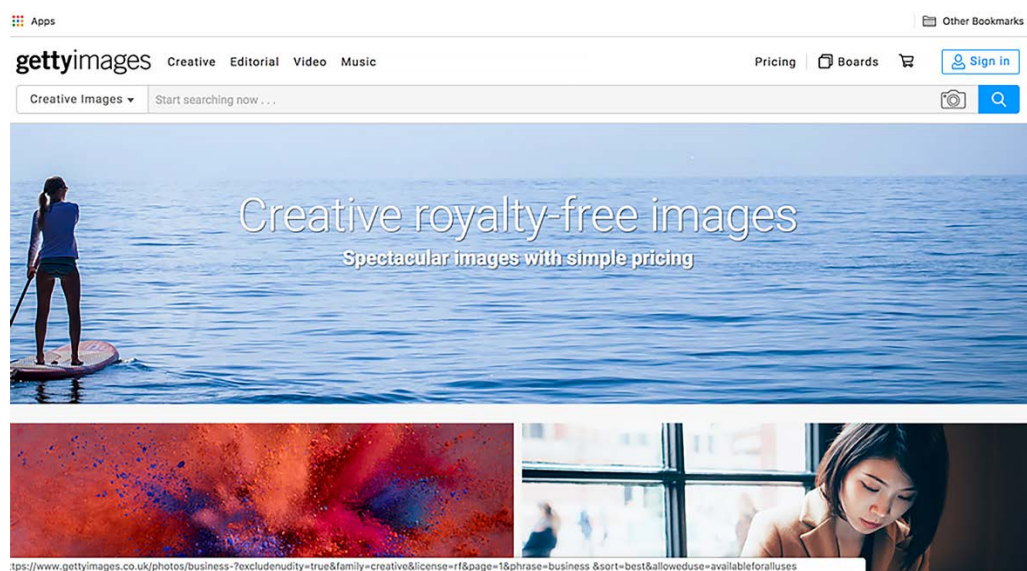 Apps
Other Bookmarks
gettyimages Creative Editorial Video Music Pricing Boards Sign in
Creative Images Start searching now . . .
Creative royalty-free images
Spectacular images with simple pricing
ttps://www.gettyimages.co.uk/photos/business-?excludenudity=true&family=creative&license=rf&page=1&phrase=business &sort=best&alloweduse=availableforalluses